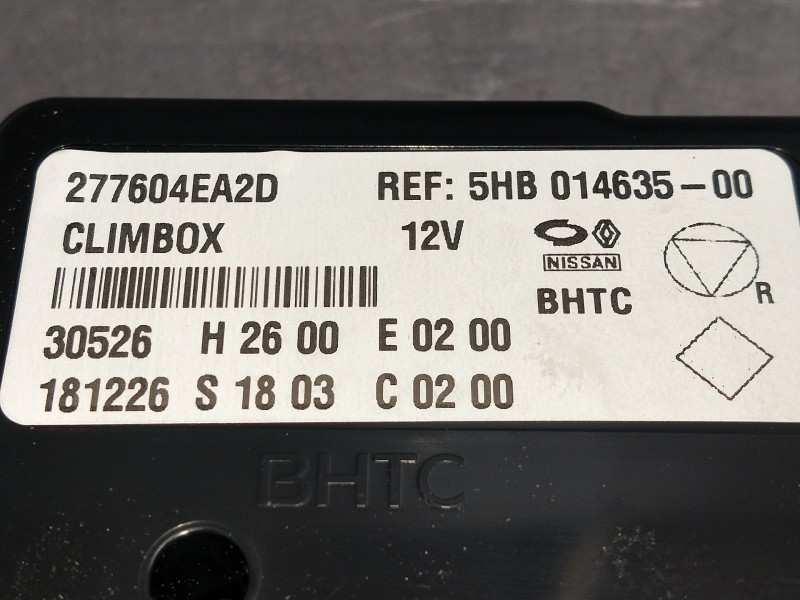 277604EA2D REF: 5HB 014635-00
CLIMBOX 12V
NISSAN
BHTC
R
30526 H 26 00 E 02 00
181226 S 18 03 C 02 00
BHTC